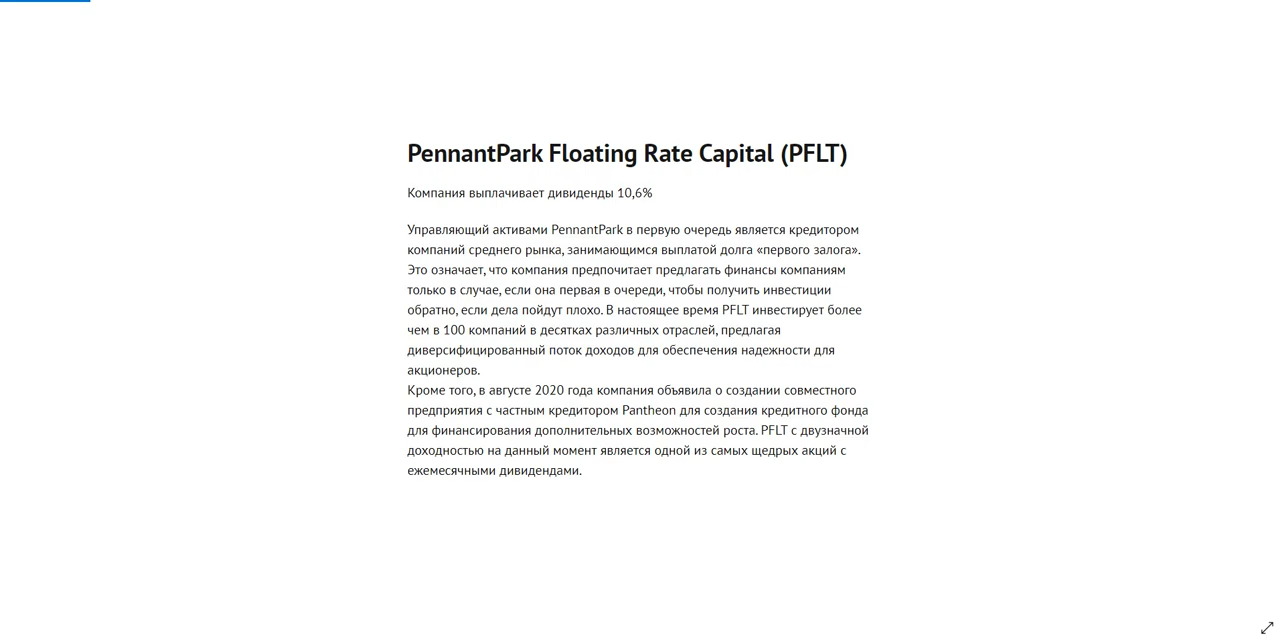 PennantPark Floating Rate Capital (PFLT)
Компания выплачивает дивиденды 10,6%
Управляющий активами PennantPark в первую очередь является кредитором
компаний среднего рынка, занимающимся выплатой долга «первого залога».
Это означает, что компания предпочитает предлагать финансы компаниям
только в случае, если она первая в очереди, чтобы получить инвестиции
обратно, если дела пойдут плохо. В настоящее время PFLT инвестирует более
чем в 100 компаний в десятках различных отраслей, предлагая
диверсифицированный поток доходов для обеспечения надежности для
акционеров.
Кроме того, в августе 2020 года компания объявила о создании совместного
предприятия с частным кредитором Pantheon для создания кредитного фонда
для финансирования дополнительных возможностей роста. PFLT с двузначной
доходностью на данный момент является одной из самых щедрых акций с
ежемесячными дивидендами.